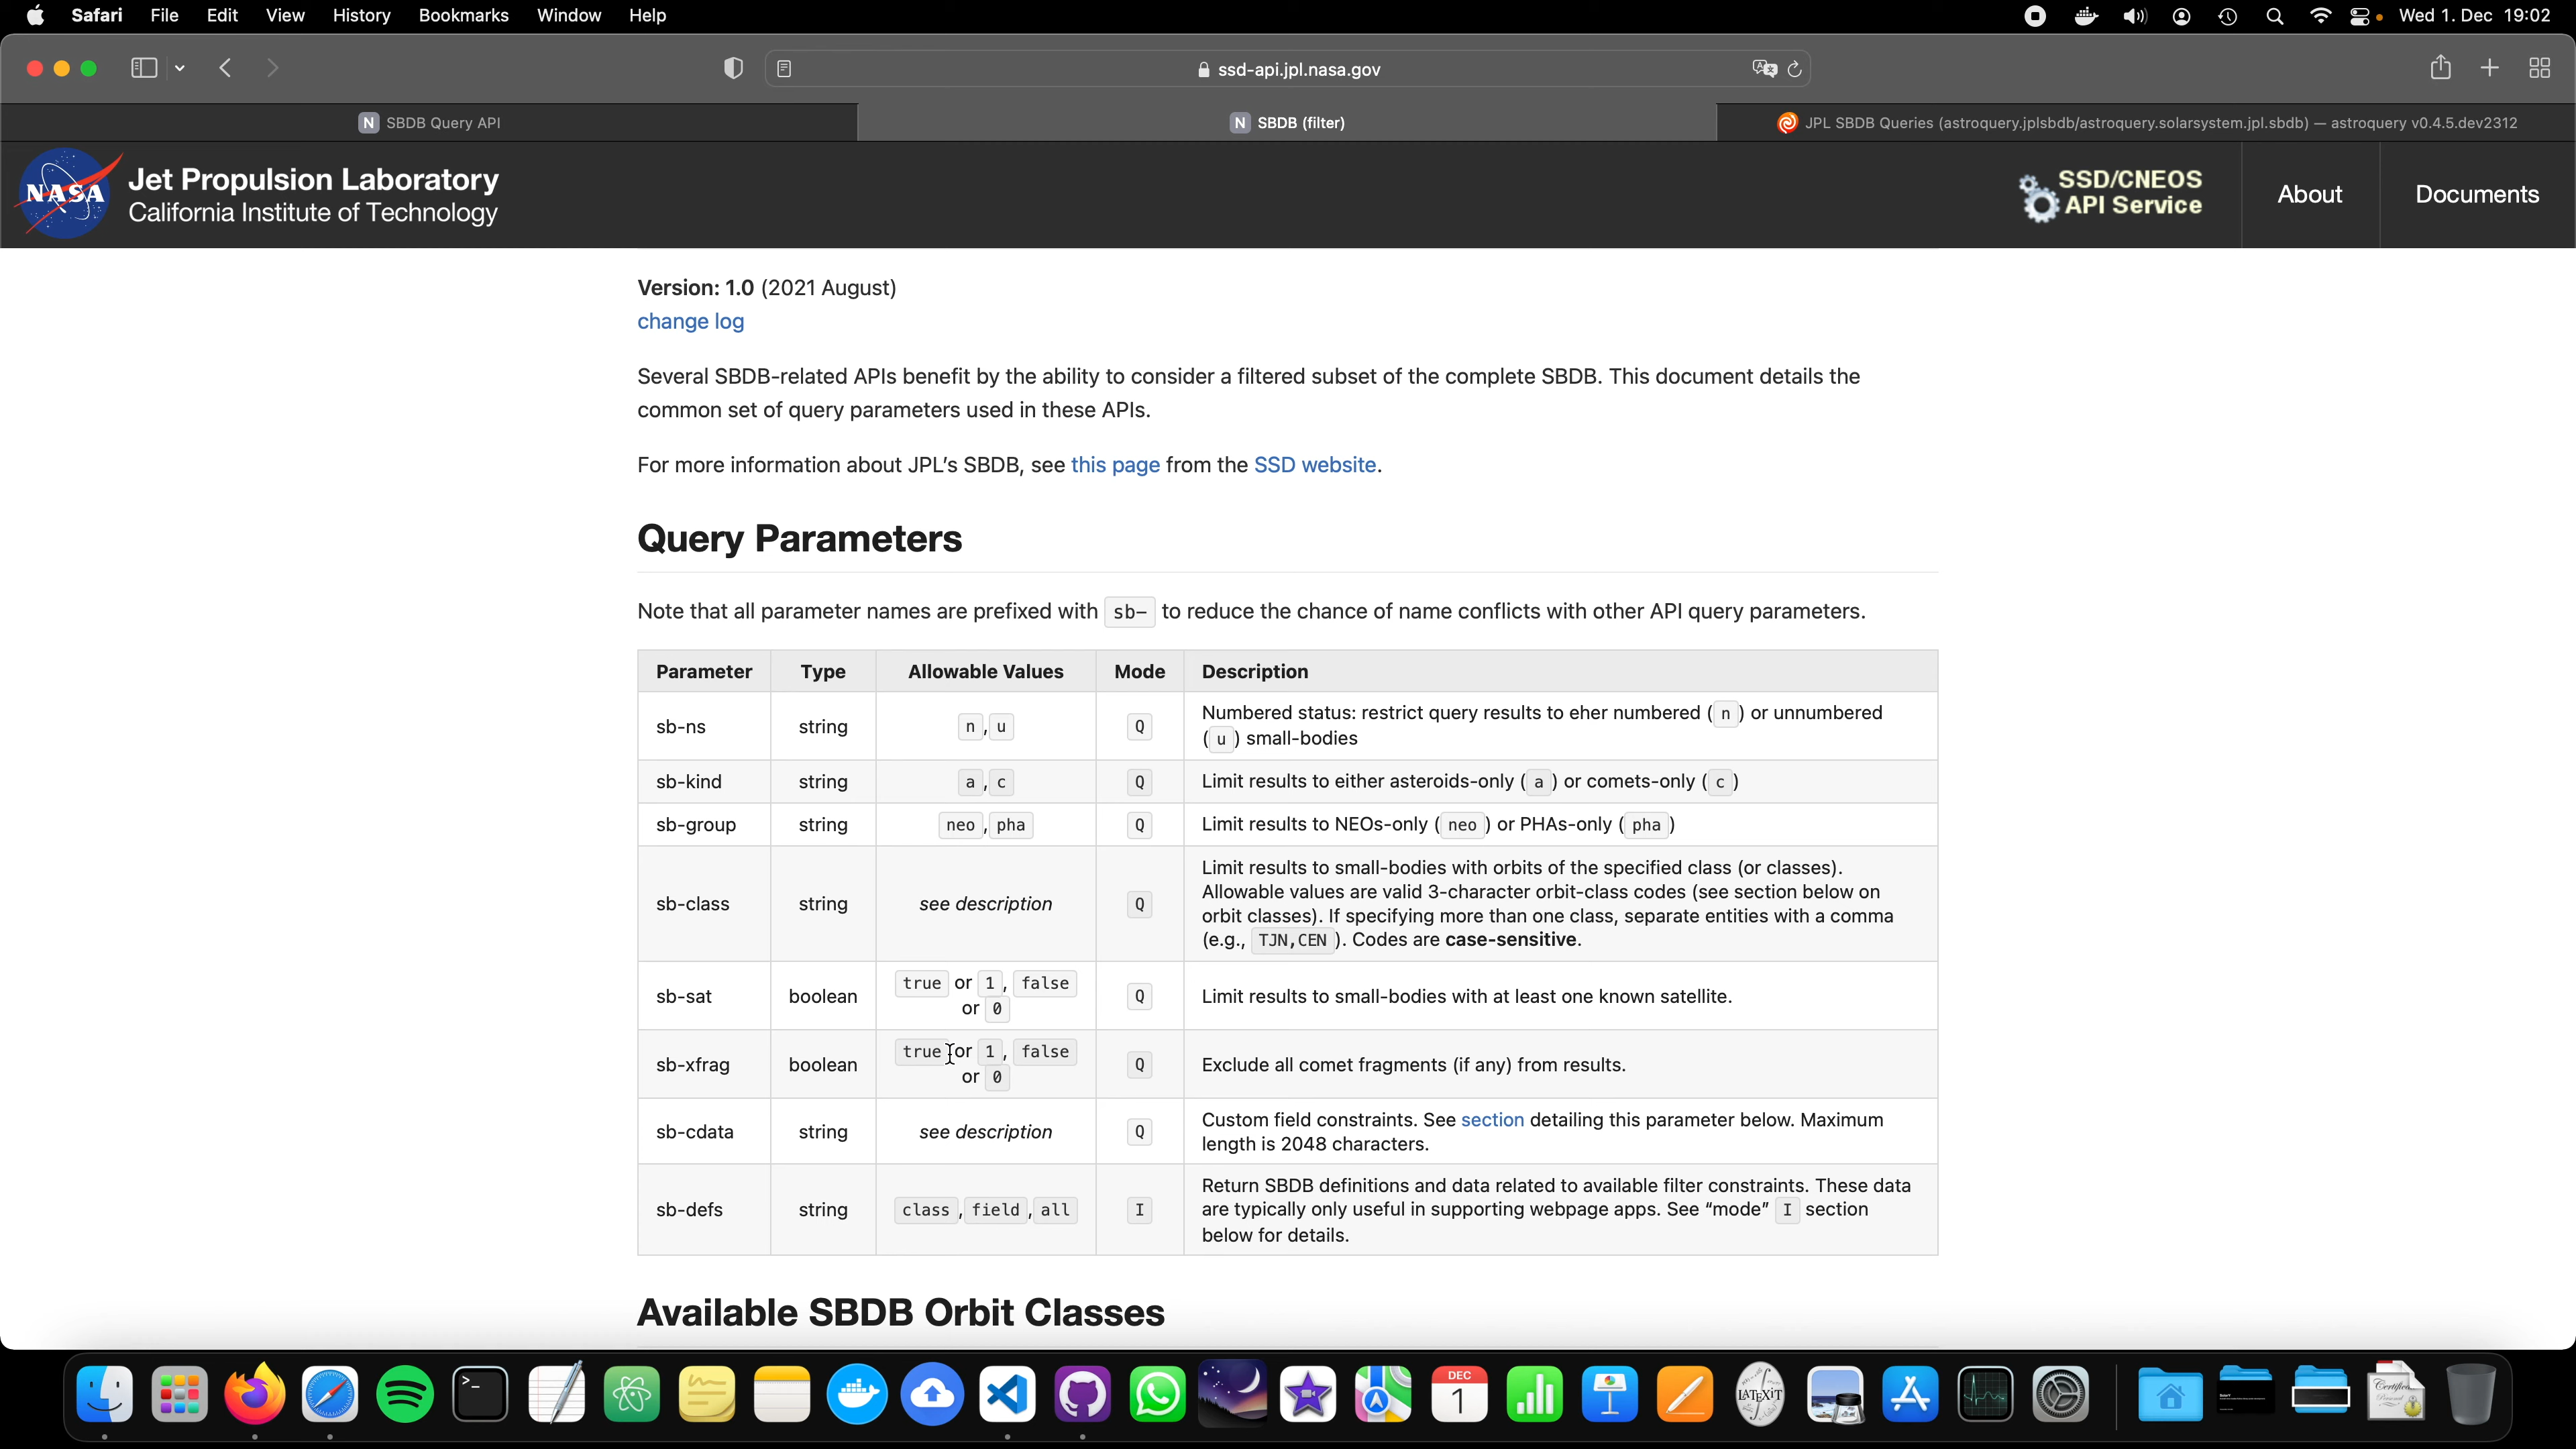 Safari File Edit View History Bookmarks Window Help Wed 1. Dec 19:02
ssd-api.jpl.nasa.gov
N SBDB Query API
N SBDB (filter)
JPL SBDB Queries (astroquery.jplsbdb/astroquery.solarsystem.jpl.sbdb) — astroquery v0.4.5.dev2312
NASA
Jet Propulsion Laboratory
California Institute of Technology
SSD/CNEOS
API Service
About
Documents
Version: 1.0 (2021 August)
change log
Several SBDB-related APIs benefit by the ability to consider a filtered subset of the complete SBDB. This document details the
common set of query parameters used in these APIs.
For more information about JPL's SBDB, see this page from the SSD website.
Query Parameters
Note that all parameter names are prefixed with sb- to reduce the chance of name conflicts with other API query parameters.
Parameter Type Allowable Values Mode Description
sb-ns string n,u Q Numbered status: restrict query results to eher numbered (n) or unnumbered
(u) small-bodies
sb-kind string a,c Q Limit results to either asteroids-only (a) or comets-only (c)
sb-group string neo,pha Q Limit results to NEOs-only (neo) or PHAs-only (pha)
sb-class string see description Q Limit results to small-bodies with orbits of the specified class (or classes).
Allowable values are valid 3-character orbit-class codes (see section below on
orbit classes). If specifying more than one class, separate entities with a comma
(e.g., TJN,CEN). Codes are case-sensitive.
sb-sat boolean true or 1, false
or 0 Q Limit results to small-bodies with at least one known satellite.
sb-xfrag boolean true or 1, false
or 0 Q Exclude all comet fragments (if any) from results.
sb-cdata string see description Q Custom field constraints. See section detailing this parameter below. Maximum
length is 2048 characters.
sb-defs string class, field, all I Return SBDB definitions and data related to available filter constraints. These data
are typically only useful in supporting webpage apps. See “mode” I section
below for details.
Available SBDB Orbit Classes
DEC
1
LATEXiT